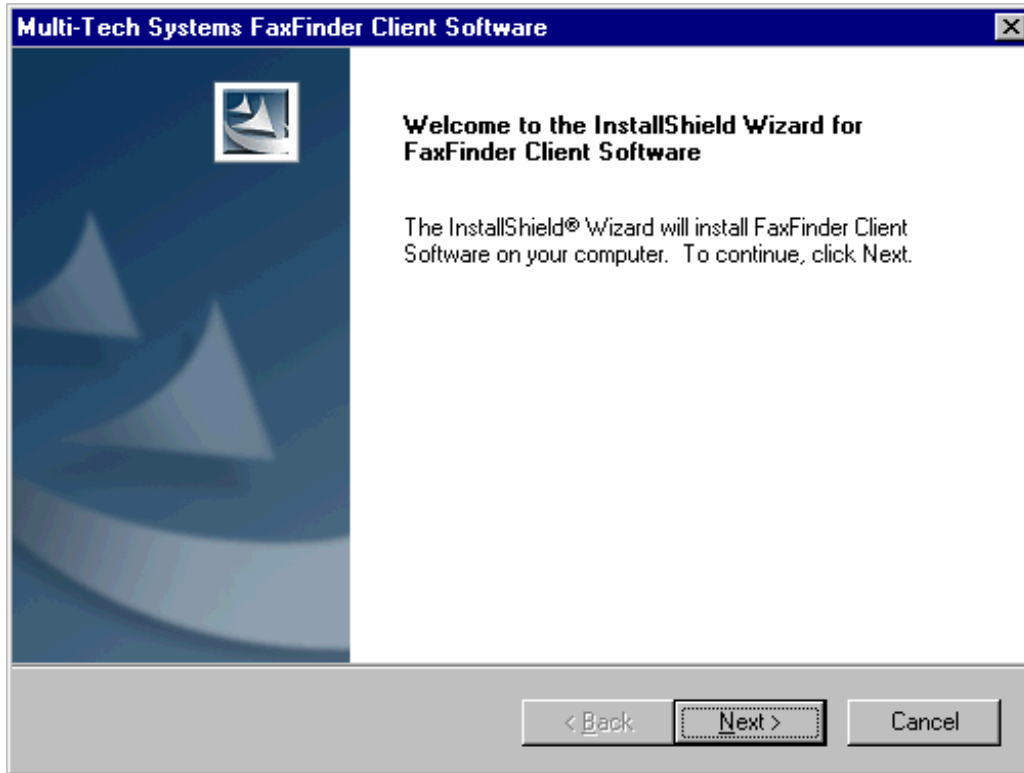 Multi-Tech Systems FaxFinder Client Software
Welcome to the InstallShield Wizard for
FaxFinder Client Software
The InstallShield® Wizard will install FaxFinder Client
Software on your computer. To continue, click Next.
< Back Next > Cancel